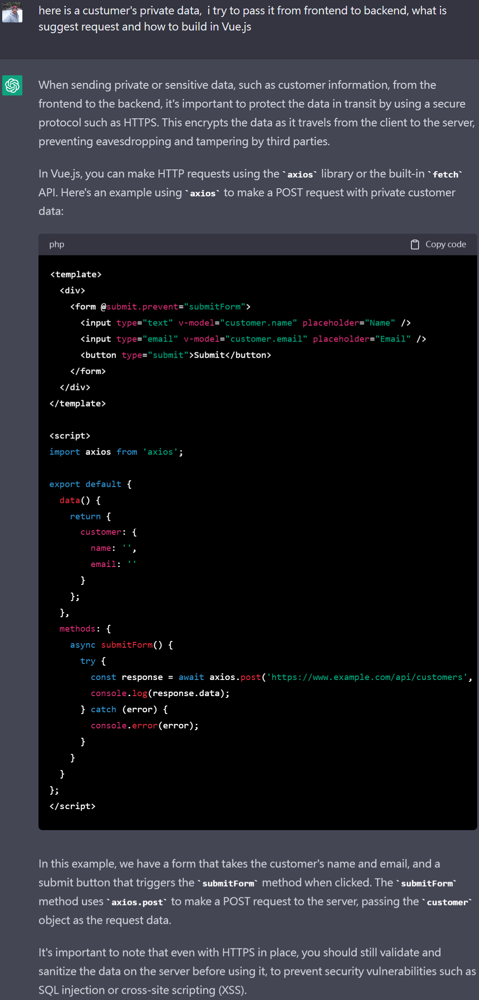 here is a custumer's private data,  i try to pass it from frontend to backend, what is
suggest request and how to build in Vue.js
When sending private or sensitive data, such as customer information, from the
frontend to the backend, it's important to protect the data in transit by using a secure
protocol such as HTTPS. This encrypts the data as it travels from the client to the server,
preventing eavesdropping and tampering by third parties.
In Vue.js, you can make HTTP requests using the `axios` library or the built-in `fetch`
API. Here's an example using `axios` to make a POST request with private customer
data:
php
Copy code
<template>
  <div>
    <form @submit.prevent="submitForm">
      <input type="text" v-model="customer.name" placeholder="Name" />
      <input type="email" v-model="customer.email" placeholder="Email" />
      <button type="submit">Submit</button>
    </form>
  </div>
</template>
<script>
import axios from 'axios';
export default {
  data() {
    return {
      customer: {
        name: '',
        email: ''
      }
    };
  },
  methods: {
    async submitForm() {
      try {
        const response = await axios.post('https://www.example.com/api/customers',
        console.log(response.data);
      } catch (error) {
        console.error(error);
      }
    }
  }
};
</script>
In this example, we have a form that takes the customer's name and email, and a
submit button that triggers the `submitForm` method when clicked. The `submitForm`
method uses `axios.post` to make a POST request to the server, passing the `customer`
object as the request data.
It's important to note that even with HTTPS in place, you should still validate and
sanitize the data on the server before using it, to prevent security vulnerabilities such as
SQL injection or cross-site scripting (XSS).